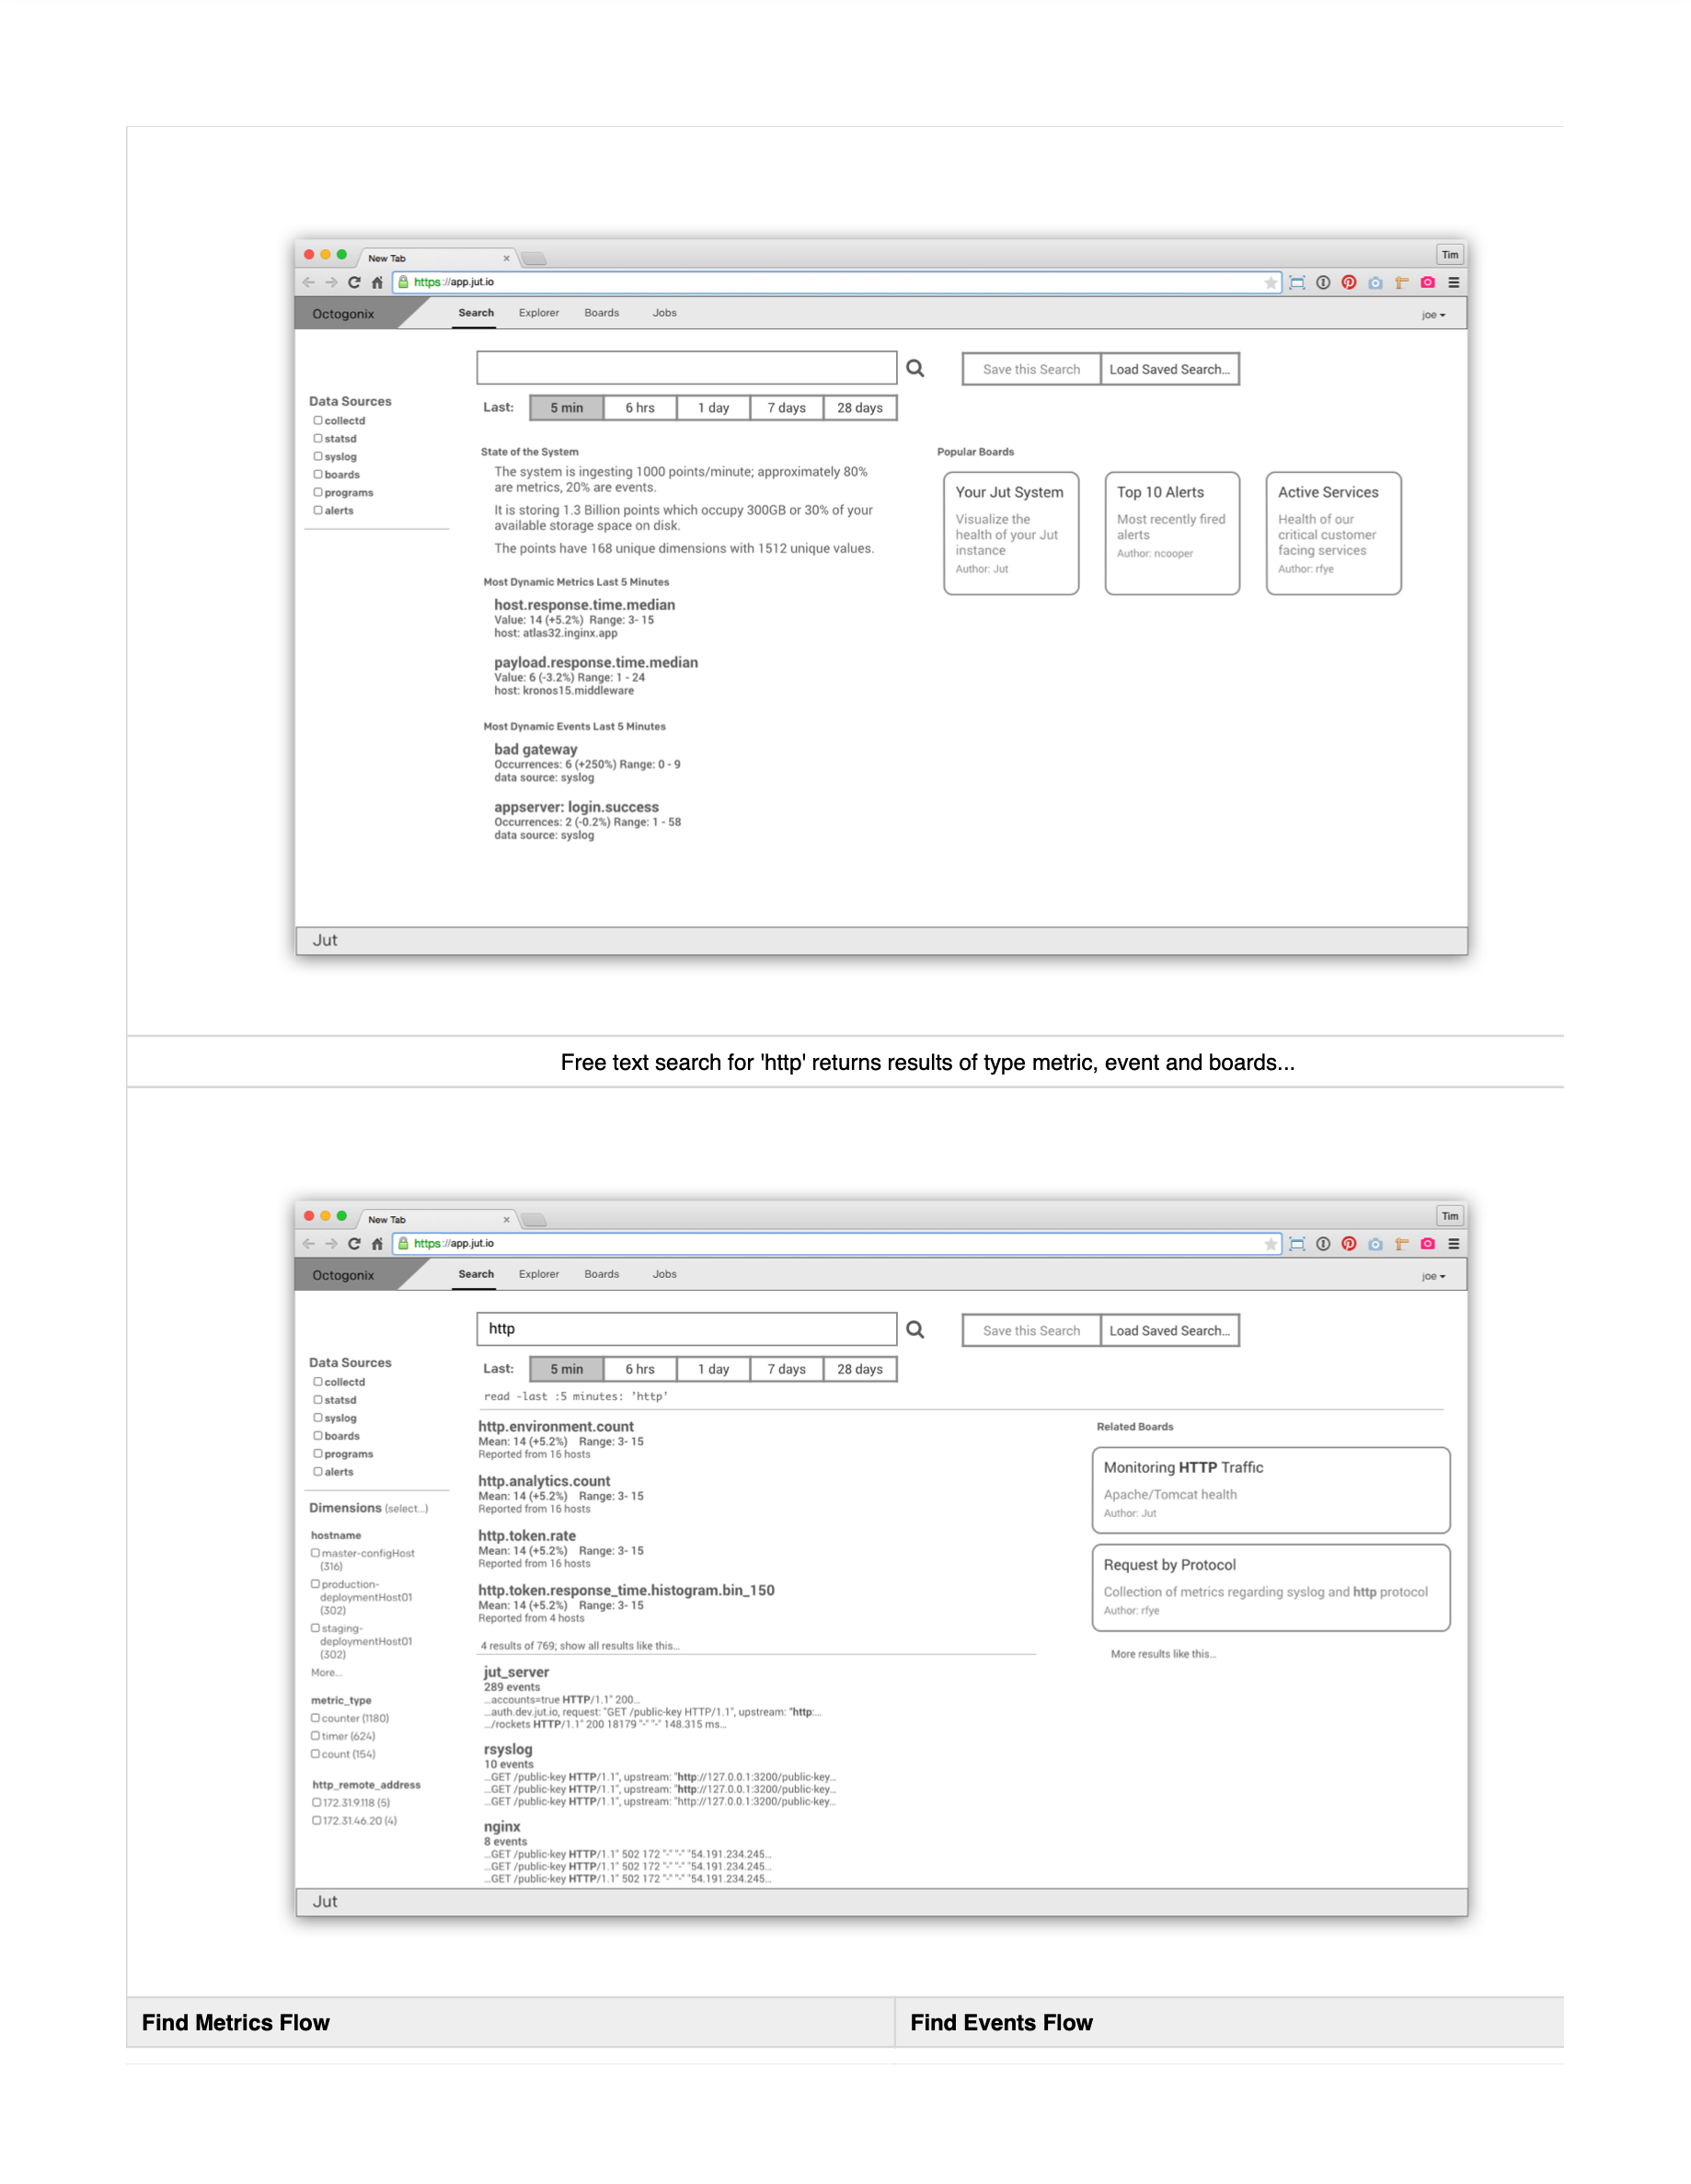 New Tab
Tim
https://app.jut.io
Octogonix
Search Explorer Boards Jobs
joe
Save this Search Load Saved Search...
Last: 5 min 6 hrs 1 day 7 days 28 days
Data Sources
collectd
statsd
syslog
boards
programs
alerts
State of the System
The system is ingesting 1000 points/minute; approximately 80%
are metrics, 20% are events.
It is storing 1.3 Billion points which occupy 300GB or 30% of your
available storage space on disk.
The points have 168 unique dimensions with 1512 unique values.
Most Dynamic Metrics Last 5 Minutes
host.response.time.median
Value: 14 (+5.2%) Range: 3- 15
host: atlas32.inginx.app
payload.response.time.median
Value: 6 (-3.2%) Range: 1 - 24
host: kronos15.middleware
Most Dynamic Events Last 5 Minutes
bad gateway
Occurrences: 6 (+250%) Range: 0 - 9
data source: syslog
appserver: login.success
Occurrences: 2 (-0.2%) Range: 1 - 58
data source: syslog
Popular Boards
Your Jut System
Visualize the
health of your Jut
instance
Author: Jut
Top 10 Alerts
Most recently fired
alerts
Author: ncooper
Active Services
Health of our
critical customer
facing services
Author: rfye
Jut
Free text search for 'http' returns results of type metric, event and boards...
New Tab
Tim
https://app.jut.io
Octogonix
Search Explorer Boards Jobs
joe
http
Save this Search Load Saved Search...
Last: 5 min 6 hrs 1 day 7 days 28 days
read -last :5 minutes: 'http'
Data Sources
collectd
statsd
syslog
boards
programs
alerts
Dimensions (select...)
hostname
master-configHost
(316)
production-
deploymentHost01
(302)
staging-
deploymentHost01
(302)
More...
metric_type
counter (1180)
timer (624)
count (154)
http_remote_address
172.31.9.118 (5)
172.31.46.20 (4)
http.environment.count
Mean: 14 (+5.2%) Range: 3- 15
Reported from 16 hosts
http.analytics.count
Mean: 14 (+5.2%) Range: 3- 15
Reported from 16 hosts
http.token.rate
Mean: 14 (+5.2%) Range: 3- 15
Reported from 16 hosts
http.token.response_time.histogram.bin_150
Mean: 14 (+5.2%) Range: 3- 15
Reported from 4 hosts
4 results of 769; show all results like this...
jut_server
289 events
...accounts=true HTTP/1.1" 200...
...auth.dev.jut.io, request: "GET /public-key HTTP/1.1", upstream: "http:...
.../rockets HTTP/1.1" 200 18179 "-" "-" 148.315 ms...
rsyslog
10 events
...GET /public-key HTTP/1.1", upstream: "http://127.0.0.1:3200/public-key...
...GET /public-key HTTP/1.1", upstream: "http://127.0.0.1:3200/public-key...
...GET /public-key HTTP/1.1", upstream: "http://127.0.0.1:3200/public-key...
nginx
8 events
...GET /public-key HTTP/1.1" 502 172 "-" "-" "54.191.234.245...
...GET /public-key HTTP/1.1" 502 172 "-" "-" "54.191.234.245...
...GET /public-key HTTP/1.1" 502 172 "-" "-" "54.191.234.245...
Related Boards
Monitoring HTTP Traffic
Apache/Tomcat health
Author: Jut
Request by Protocol
Collection of metrics regarding syslog and http protocol
Author: rfye
More results like this...
Jut
Find Metrics Flow Find Events Flow